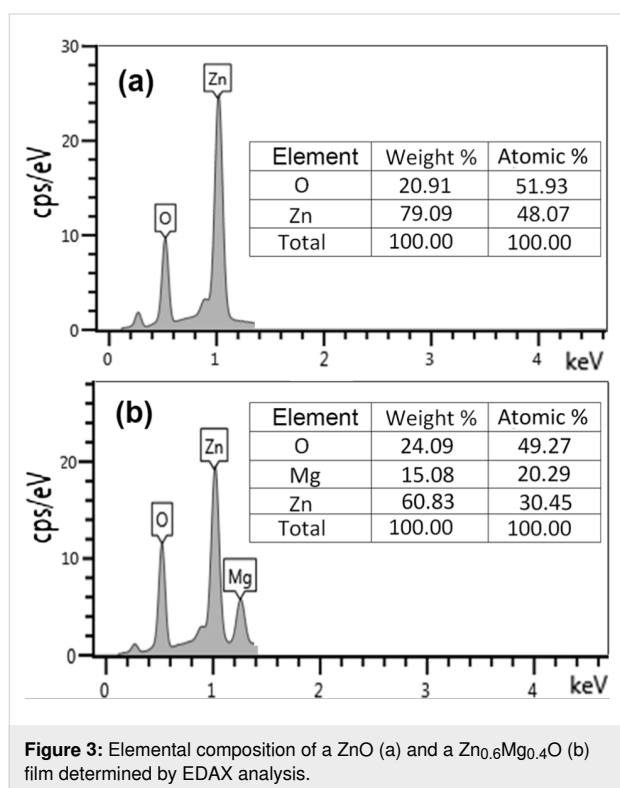 30
(a)
Zn
20
cps/eV
Element Weight % Atomic %
O 20.91 51.93
Zn 79.09 48.07
Total 100.00 100.00
O
10
0
0 1 2 3 4 keV
(b)
Zn
20
cps/eV
Element Weight % Atomic %
O 24.09 49.27
Mg 15.08 20.29
Zn 60.83 30.45
Total 100.00 100.00
O
Mg
10
0
0 1 2 3 4 keV
Figure 3: Elemental composition of a ZnO (a) and a Zn0.6Mg0.4O (b)
film determined by EDAX analysis.